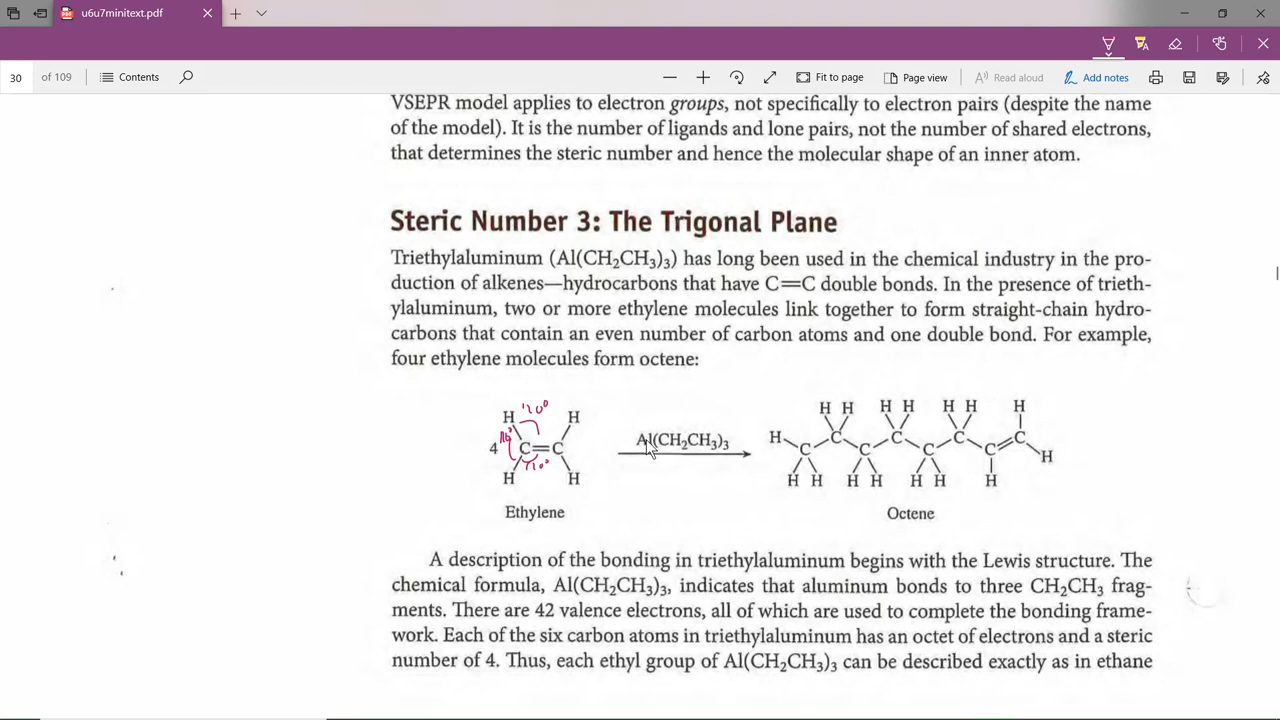 u6u7minitext.pdf
30 of 109 Contents Fit to page Page view Read aloud Add notes
VSEPR model applies to electron groups, not specifically to electron pairs (despite the name
of the model). It is the number of ligands and lone pairs, not the number of shared electrons,
that determines the steric number and hence the molecular shape of an inner atom.
Steric Number 3: The Trigonal Plane
Triethylaluminum (Al(CH₂CH₃)₃) has long been used in the chemical industry in the pro-
duction of alkenes—hydrocarbons that have C=C double bonds. In the presence of trieth-
ylaluminum, two or more ethylene molecules link together to form straight-chain hydro-
carbons that contain an even number of carbon atoms and one double bond. For example,
four ethylene molecules form octene:
120°
H H H H H H H H H
4 C=C Al(CH₂CH₃)₃ H C C C C C C C C H
120°
H H H H H H H H H
Ethylene Octene
A description of the bonding in triethylaluminum begins with the Lewis structure. The
chemical formula, Al(CH₂CH₃)₃, indicates that aluminum bonds to three CH₂CH₃ frag-
ments. There are 42 valence electrons, all of which are used to complete the bonding frame-
work. Each of the six carbon atoms in triethylaluminum has an octet of electrons and a steric
number of 4. Thus, each ethyl group of Al(CH₂CH₃)₃ can be described exactly as in ethane